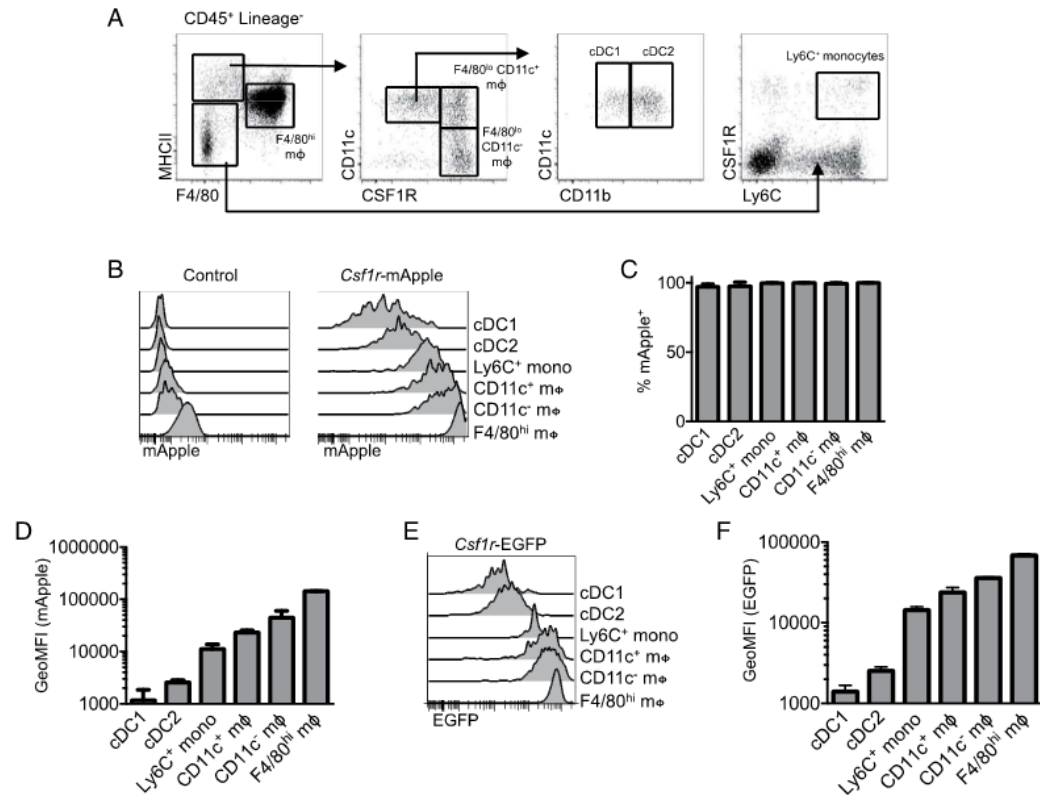 A
CD45⁺ Lineage⁻
MHCII
F4/80
F4/80ʰⁱ
mϕ
CD11c
CSF1R
F4/80ˡᵒ CD11c⁺
mϕ
F4/80ˡᵒ
CD11c⁻
mϕ
CD11c
CD11b
cDC1 cDC2
CSF1R
Ly6C
Ly6C⁺ monocytes
B
Control
mApple
Csf1r-mApple
mApple
cDC1
cDC2
Ly6C⁺ mono
CD11c⁺ mϕ
CD11c⁻ mϕ
F4/80ʰⁱ mϕ
C
% mApple⁺
100
50
0
cDC1
cDC2
Ly6C⁺ mono
CD11c⁺ mϕ
CD11c⁻ mϕ
F4/80ʰⁱ mϕ
D
GeoMFI (mApple)
1000000
100000
10000
1000
cDC1
cDC2
Ly6C⁺ mono
CD11c⁺ mϕ
CD11c⁻ mϕ
F4/80ʰⁱ mϕ
E
Csf1r-EGFP
cDC1
cDC2
Ly6C⁺ mono
CD11c⁺ mϕ
CD11c⁻ mϕ
F4/80ʰⁱ mϕ
EGFP
F
GeoMFI (EGFP)
100000
10000
1000
cDC1
cDC2
Ly6C⁺ mono
CD11c⁺ mϕ
CD11c⁻ mϕ
F4/80ʰⁱ mϕ